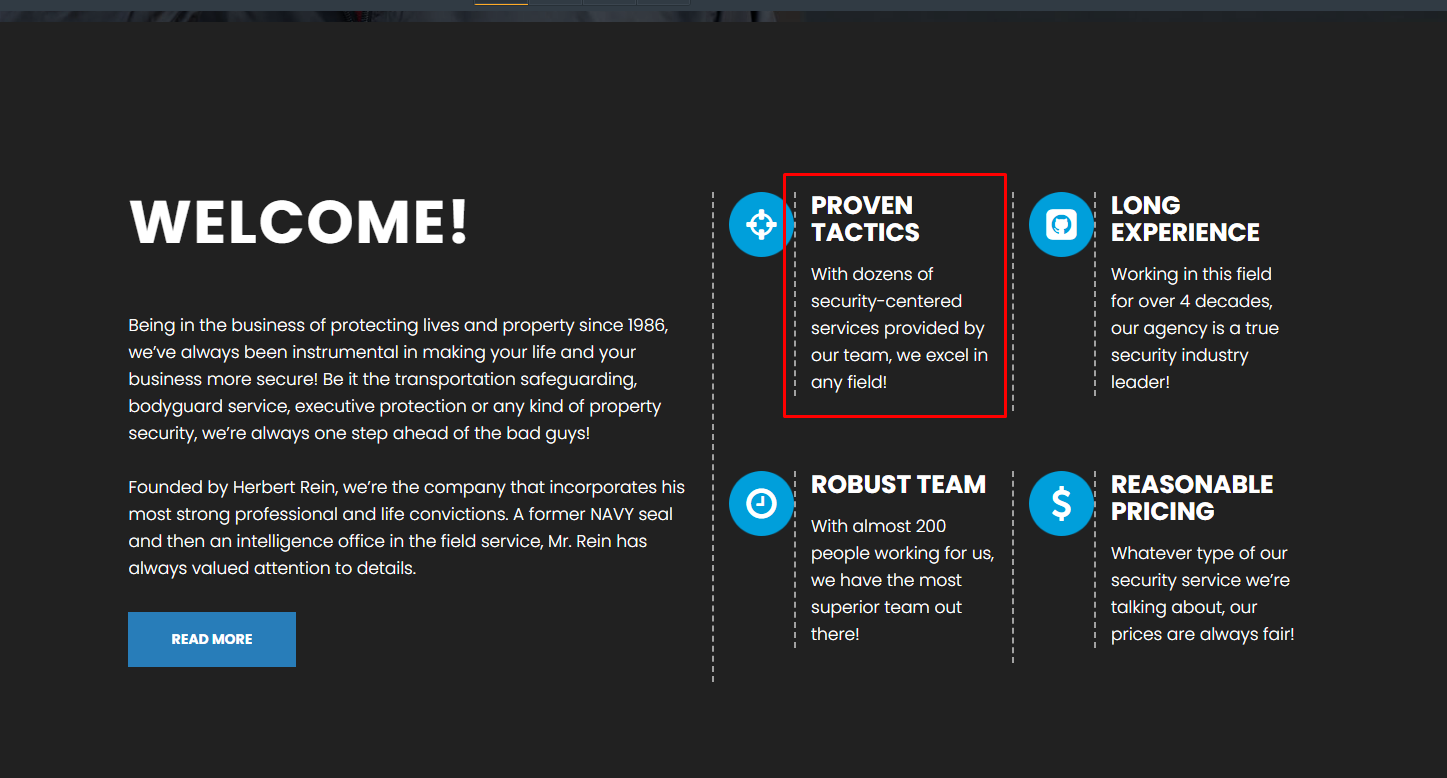 WELCOME!
Being in the business of protecting lives and property since 1986,
we’ve always been instrumental in making your life and your
business more secure! Be it the transportation safeguarding,
bodyguard service, executive protection or any kind of property
security, we’re always one step ahead of the bad guys!
Founded by Herbert Rein, we’re the company that incorporates his
most strong professional and life convictions. A former NAVY seal
and then an intelligence office in the field service, Mr. Rein has
always valued attention to details.
READ MORE
PROVEN
TACTICS
With dozens of
security-centered
services provided by
our team, we excel in
any field!
LONG
EXPERIENCE
Working in this field
for over 4 decades,
our agency is a true
security industry
leader!
ROBUST TEAM
With almost 200
people working for us,
we have the most
superior team out
there!
REASONABLE
PRICING
Whatever type of our
security service we’re
talking about, our
prices are always fair!